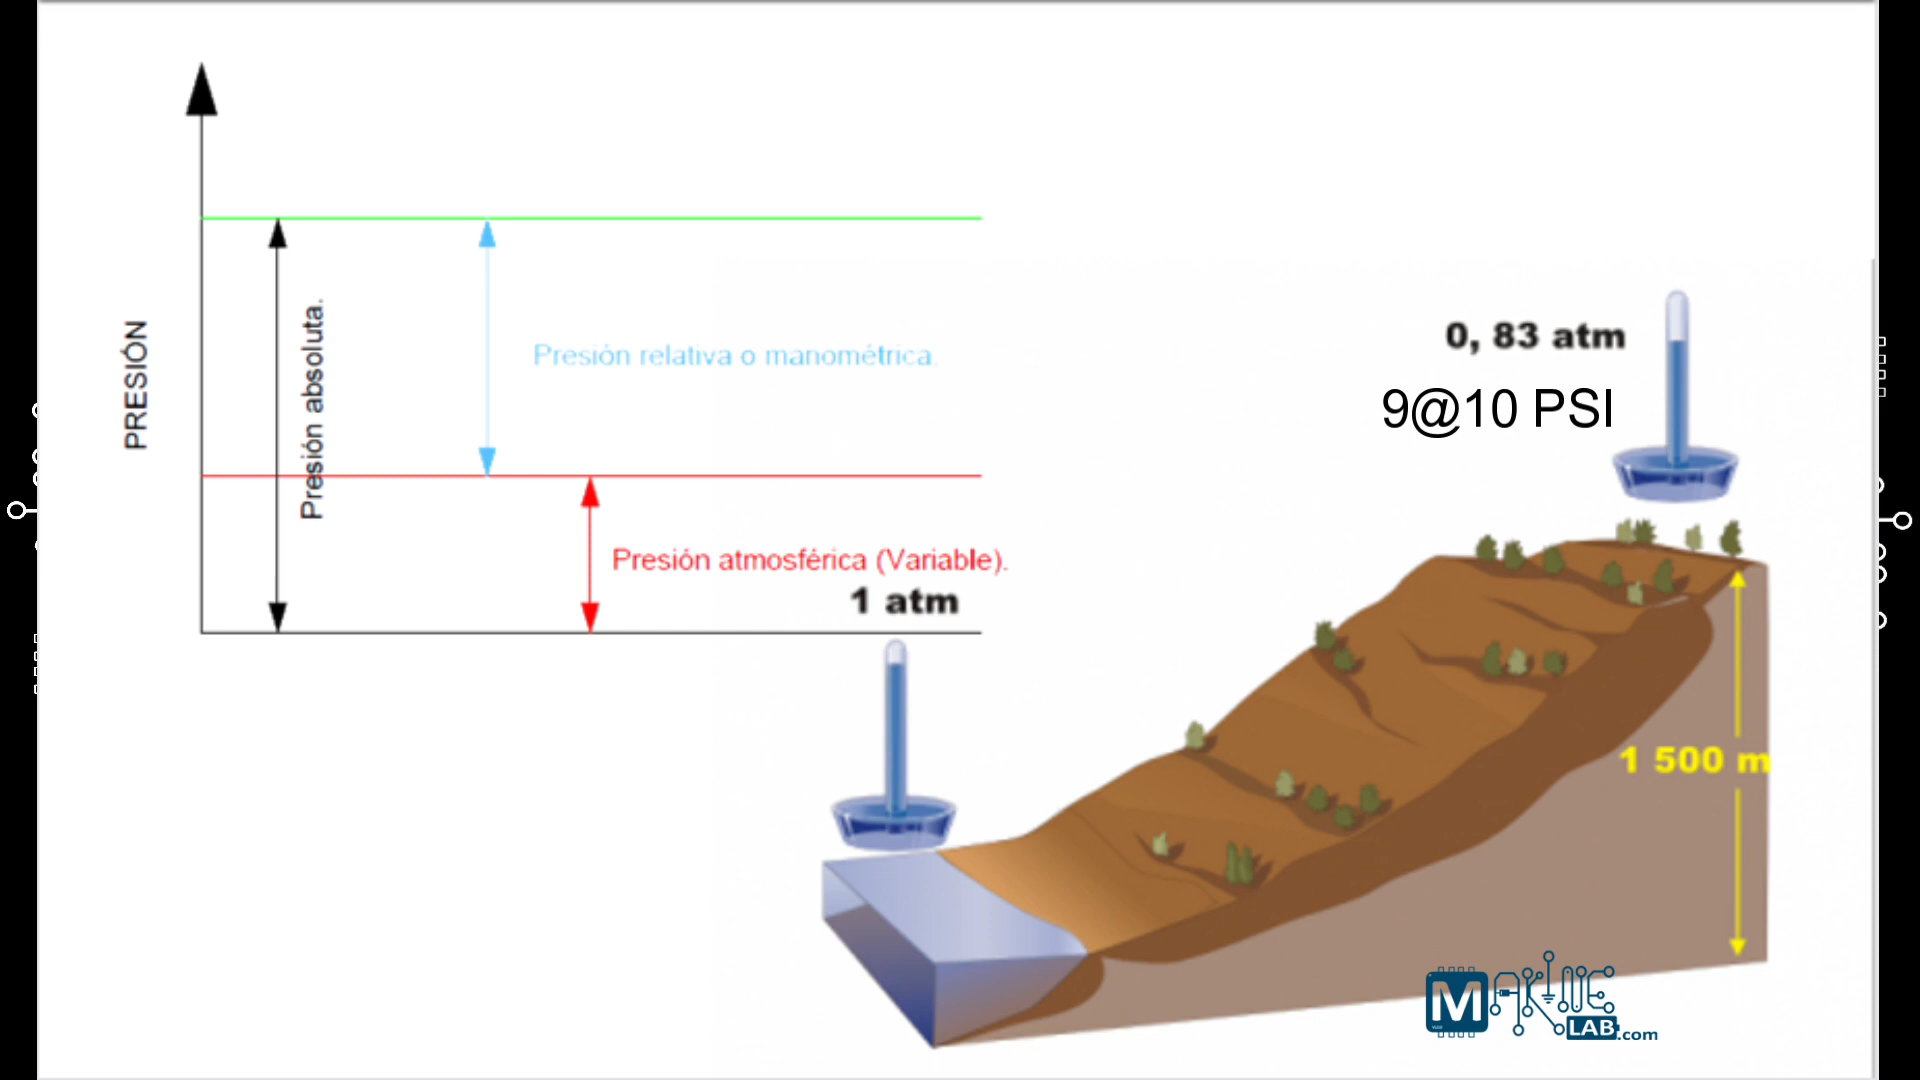 PRESIÓN
Presión absoluta.
Presión relativa o manométrica.
Presión atmosférica (Variable).
1 atm
0, 83 atm
9@10 PSI
1 500 m
MAKUE
LAB.com